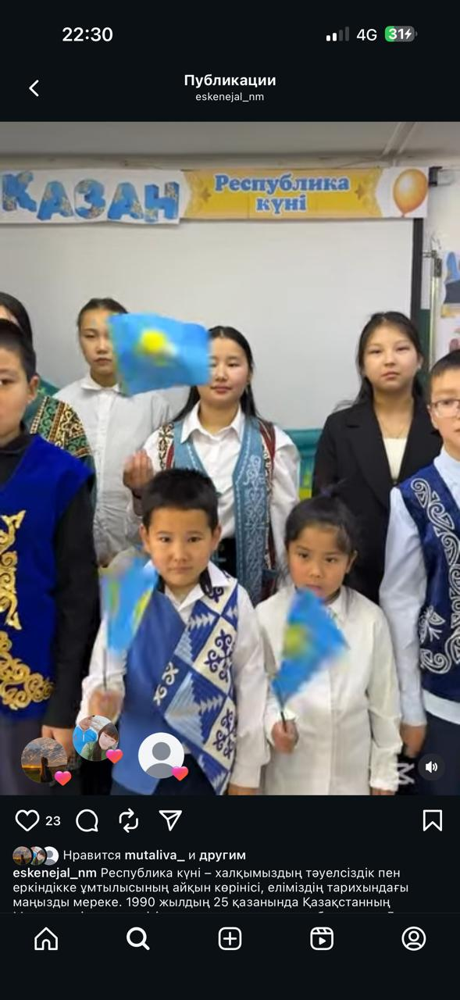 22:30
4G
31
Публикации
eskenejal_nm
ҚАЗАН
Республика
күні
23
Нравится mutaliva_ и другим
eskenejal_nm Республика күні – халқымыздың тәуелсіздік пен
еркіндікке ұмтылысының айқын көрінісі, еліміздің тарихындағы
маңызды мереке. 1990 жылдың 25 қазанында Қазақстанның